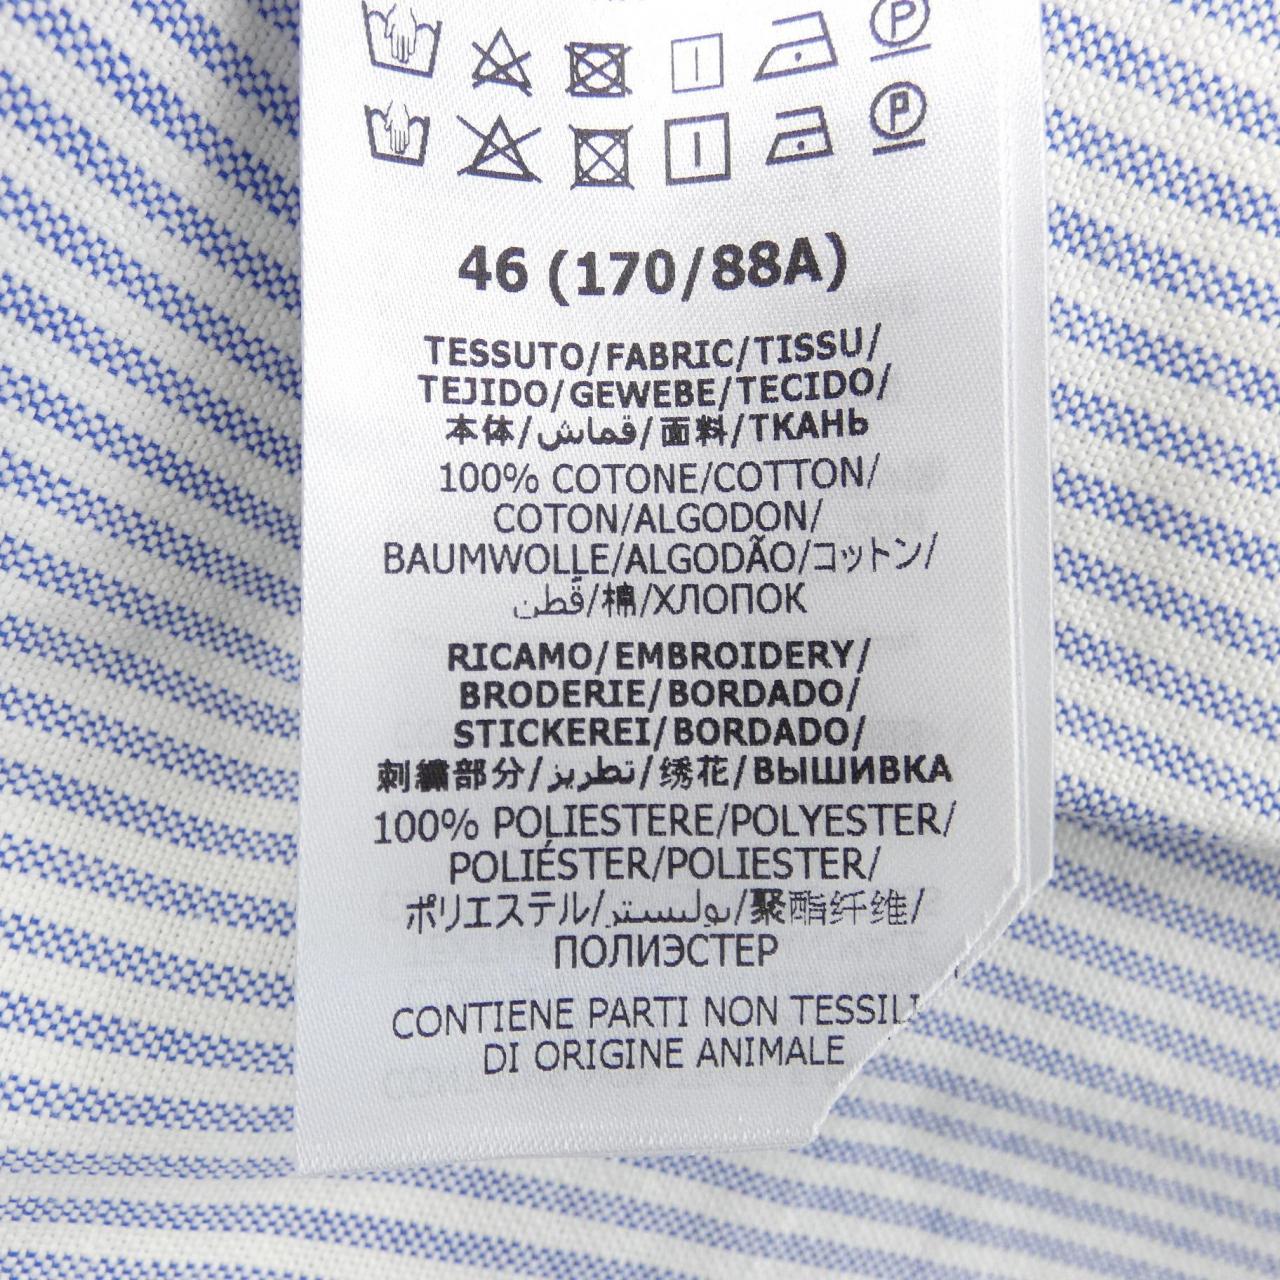 46 (170/88A)
TESSUTO/FABRIC/TISSU/
TEJIDO/GEWEBE/TECIDO/
本体/قماش/面料/ТКАНЬ
100% COTONE/COTTON/
COTON/ALGODON/
BAUMWOLLE/ALGODÃO/コットン/
قطن/棉/ХЛОПОК
RICAMO/EMBROIDERY/
BRODERIE/BORDADO/
STICKEREI/BORDADO/
刺繍部分/تطريز/绣花/ВЫШИВКА
100% POLIESTERE/POLYESTER/
POLIÉSTER/POLIESTER/
ポリエステル/بوليستر/聚酯纤维/
ПОЛИЭСТЕР
CONTIENE PARTI NON TESSILI
DI ORIGINE ANIMALE